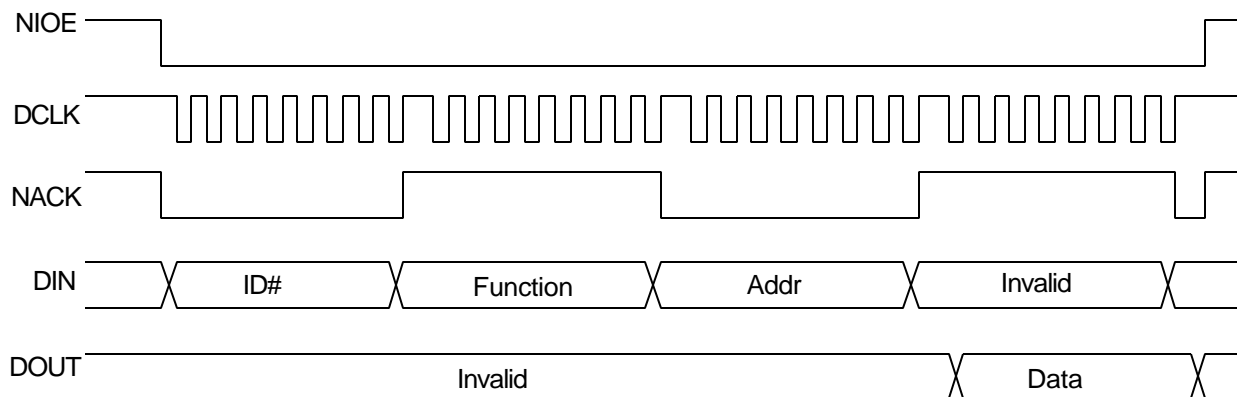 NIOE
DCLK
NACK
DIN ID# Function Addr Invalid
DOUT Invalid Data